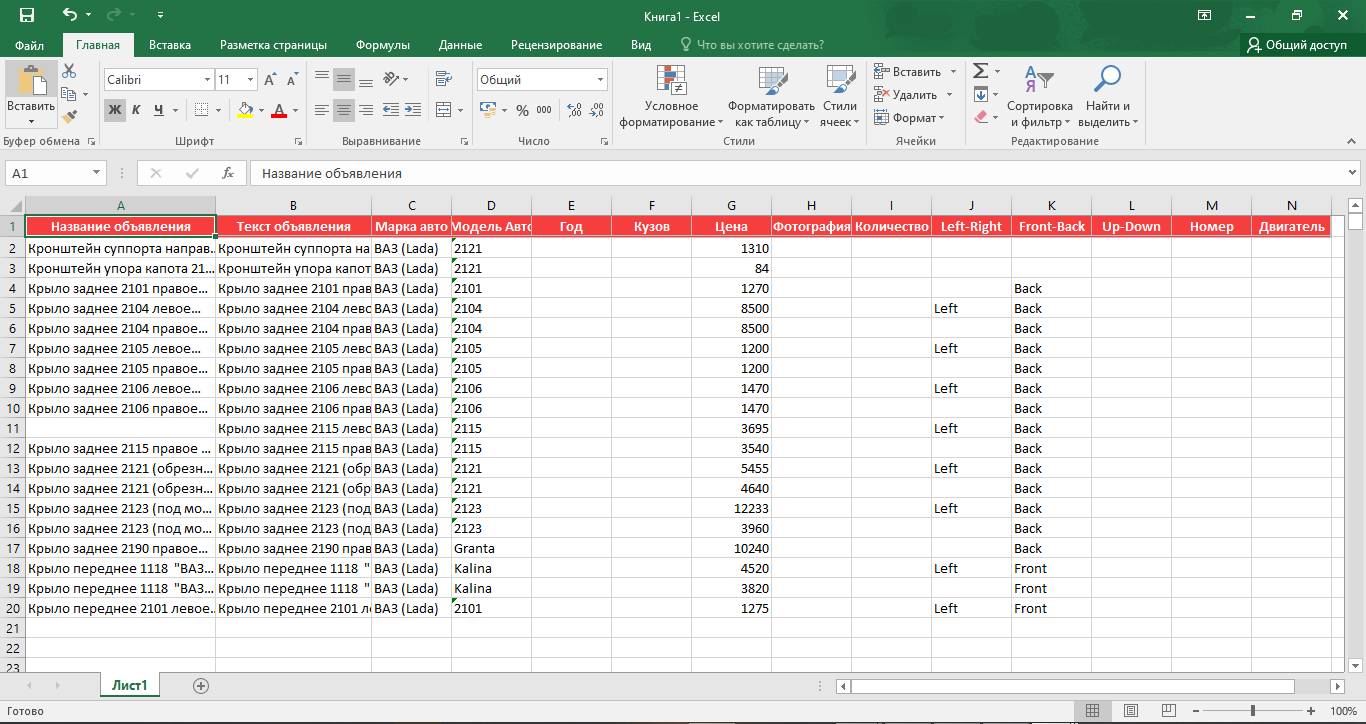 Книга1 - Excel
Файл Главная Вставка Разметка страницы Формулы Данные Рецензирование Вид Что вы хотите сделать? Общий доступ
Вставить
Calibri 11
Ж К Ч А
Общий
% 000
Условное форматирование
Форматировать как таблицу
Стили ячеек
Вставить
Удалить
Формат
Сортировка и фильтр
Найти и выделить
Буфер обмена Шрифт Выравнивание Число Стили Ячейки Редактирование
A1 fx Название объявления
A B C D E F G H I J K L M N
1 Название объявления Текст объявления Марка авто Модель Авто Год Кузов Цена Фотография Количество Left-Right Front-Back Up-Down Номер Двигатель
2 Кронштейн суппорта направ... Кронштейн суппорта на ВАЗ (Lada) 2121 1310
3 Кронштейн упора капота 21... Кронштейн упора капот ВАЗ (Lada) 2121 84
4 Крыло заднее 2101 правое... Крыло заднее 2101 прав ВАЗ (Lada) 2101 1270 Back
5 Крыло заднее 2104 левое... Крыло заднее 2104 лево ВАЗ (Lada) 2104 8500 Left Back
6 Крыло заднее 2104 правое... Крыло заднее 2104 прав ВАЗ (Lada) 2104 8500 Back
7 Крыло заднее 2105 левое... Крыло заднее 2105 лево ВАЗ (Lada) 2105 1200 Left Back
8 Крыло заднее 2105 правое... Крыло заднее 2105 прав ВАЗ (Lada) 2105 1200 Back
9 Крыло заднее 2106 левое... Крыло заднее 2106 лево ВАЗ (Lada) 2106 1470 Left Back
10 Крыло заднее 2106 правое... Крыло заднее 2106 прав ВАЗ (Lada) 2106 1470 Back
11 Крыло заднее 2115 лево ВАЗ (Lada) 2115 3695 Left Back
12 Крыло заднее 2115 правое ... Крыло заднее 2115 прав ВАЗ (Lada) 2115 3540 Back
13 Крыло заднее 2121 (обрезн... Крыло заднее 2121 (обр ВАЗ (Lada) 2121 5455 Left Back
14 Крыло заднее 2121 (обрезн... Крыло заднее 2121 (обр ВАЗ (Lada) 2121 4640 Back
15 Крыло заднее 2123 (под мо... Крыло заднее 2123 (под ВАЗ (Lada) 2123 12233 Left Back
16 Крыло заднее 2123 (под мо... Крыло заднее 2123 (под ВАЗ (Lada) 2123 3960 Back
17 Крыло заднее 2190 правое... Крыло заднее 2190 прав ВАЗ (Lada) Granta 10240 Back
18 Крыло переднее 1118 "ВАЗ... Крыло переднее 1118 " ВАЗ (Lada) Kalina 4520 Left Front
19 Крыло переднее 1118 "ВАЗ... Крыло переднее 1118 " ВАЗ (Lada) Kalina 3820 Front
20 Крыло переднее 2101 левое... Крыло переднее 2101 ле ВАЗ (Lada) 2101 1275 Left Front
21
22
23
Лист1
Готово 100%